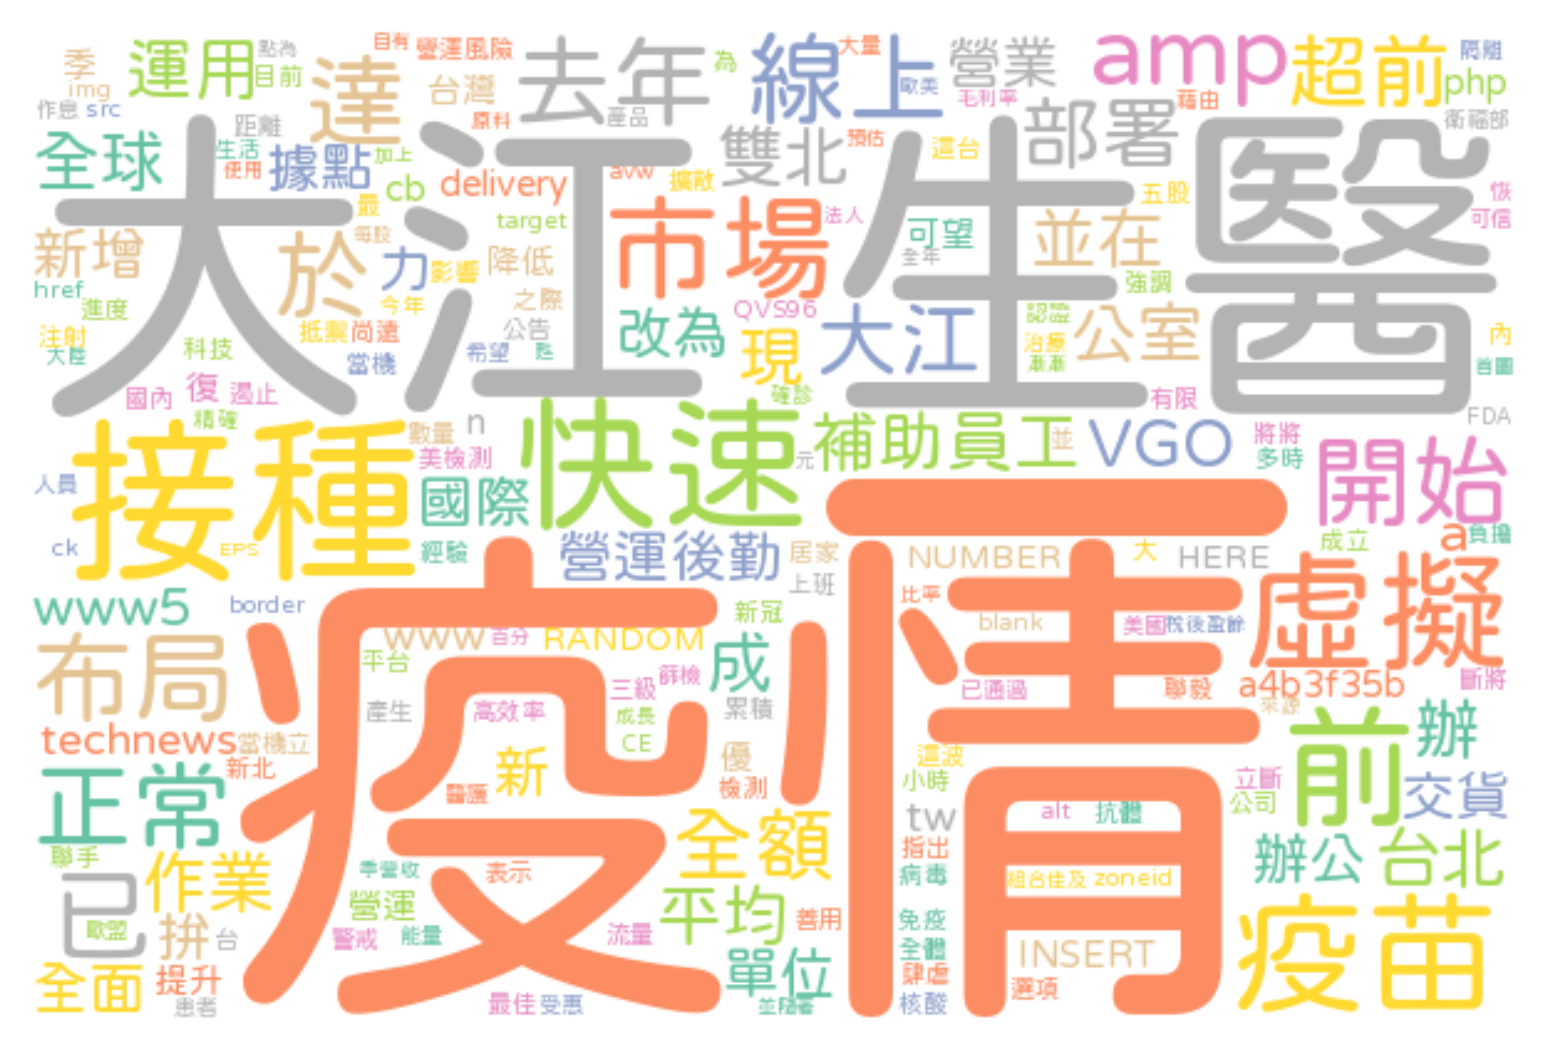 季
img
運用
點為
目前
達
目有
營運風險
台灣
去年
為
線上
大量
歐美
營業
毛利率
amp
藉由
超前
隔離
php
作息
src
距離
原料
產品
衛福部
全球
生活
使用
據點
加上
cb
delivery
avw
擴散
雙北
預估
這台
部署
五股
恢
可信
大江生醫
最
每股
target
市場
法人
可望
全年
並在
強調
新增
於
力
影響
降低
href
進度
今年
之際
QVS96
注射
大陸
科技
抵禦
尚遠
公告
改為
現
大江
認證
治療
漸漸
公室
內
首圖
當機
希望
甦
國內
復
遏止
精確
確診
有限
FDA
接種
數量
n
美檢測
快速
元
補助員工
並
VGO
將將
多時
開始
人員
國際
ck
EPS
經驗
營運後勤
居家
上班
NUMBER
大
HERE
成立
a
負擔
www5
border
新冠
比率
blank
美國
稅後盈餘
虛擬
疫情
布局
www
百分
RANDOM
平台
三級
篩檢
成
已通過
聯毅
a4b3f35b
斷將
來源
產生
高效率
成長
CE
累積
technews
當機立
新北
新
優
檢測
這波
小時
立斷
公司
前
辦
交貨
正常
醫護
tw
alt
抗體
聯手
作業
季營收
表示
全額
指出
病毒
組合佳及
zoneid
辦公
台北
已
歐盟
拼
台
營運
警戒
能量
流量
平均
善用
免疫
全體
INSERT
疫苗
全面
提升
患者
最佳
受惠
單位
並隨著
肆虐
核酸
選項